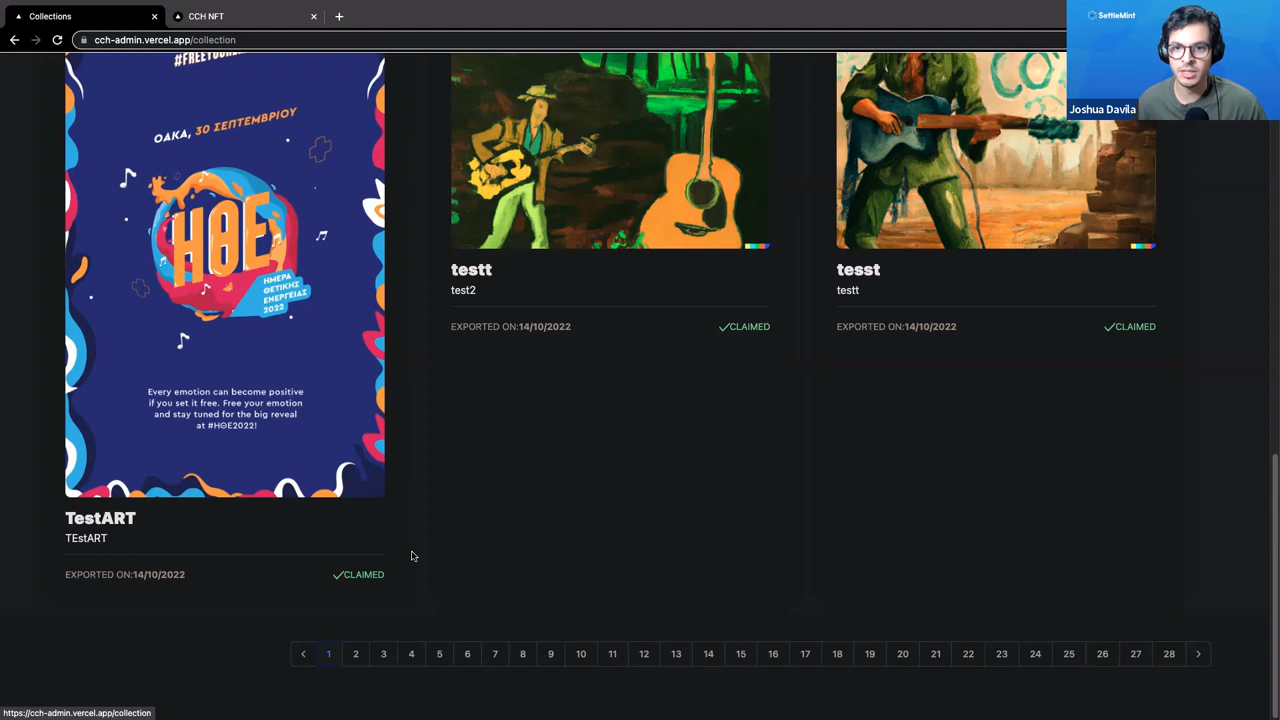 Collections
CCH NFT
cch-admin.vercel.app/collection
SettleMint
Joshua Davila
ΟΑΚΑ, 30 ΣΕΠΤΕΜΒΡΙΟΥ
ΗΘΕ
ΗΜΕΡΑ
ΘΕΤΙΚΗΣ
ΕΝΕΡΓΕΙΑΣ
2022
Every emotion can become positive
if you set it free. Free your emotion
and stay tuned for the big reveal
at #HΘE2022!
TestART
TEstART
EXPORTED ON:14/10/2022
CLAIMED
testt
test2
EXPORTED ON:14/10/2022
CLAIMED
tesst
testt
EXPORTED ON:14/10/2022
CLAIMED
< 1 2 3 4 5 6 7 8 9 10 11 12 13 14 15 16 17 18 19 20 21 22 23 24 25 26 27 28 >
https://cch-admin.vercel.app/collection